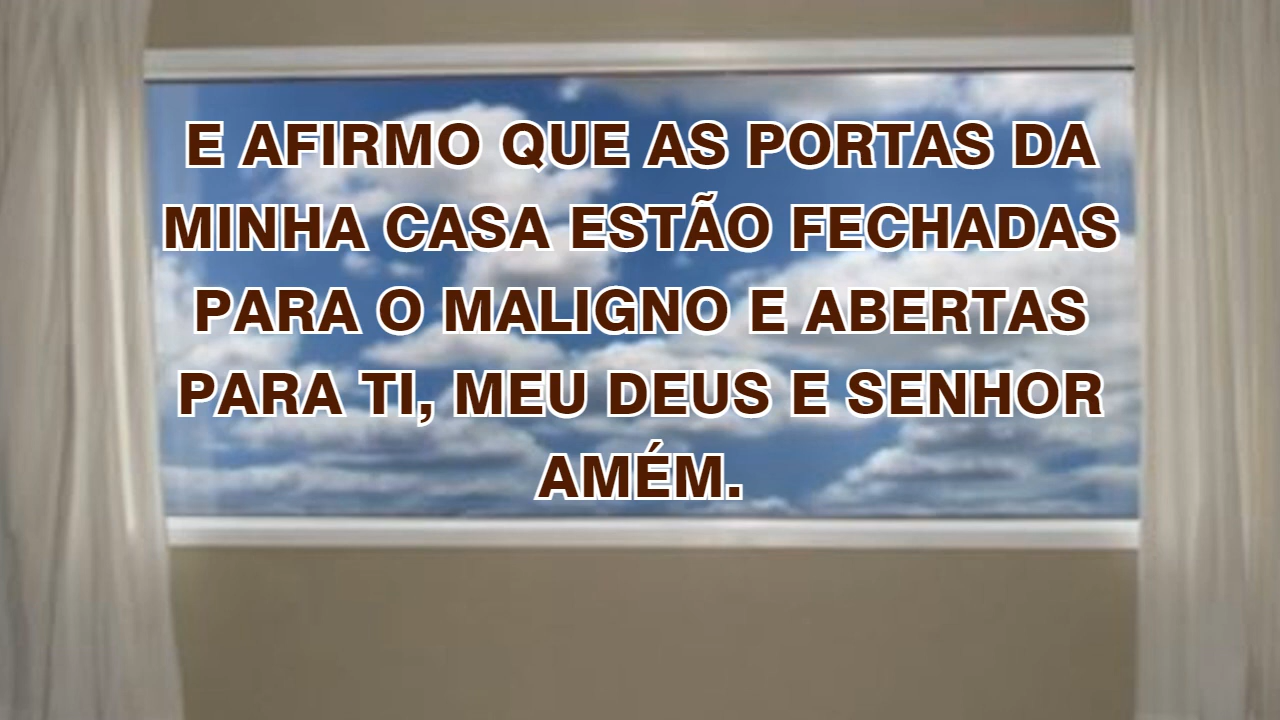 E AFIRMO QUE AS PORTAS DA
MINHA CASA ESTÃO FECHADAS
PARA O MALIGNO E ABERTAS
PARA TI, MEU DEUS E SENHOR
AMÉM.